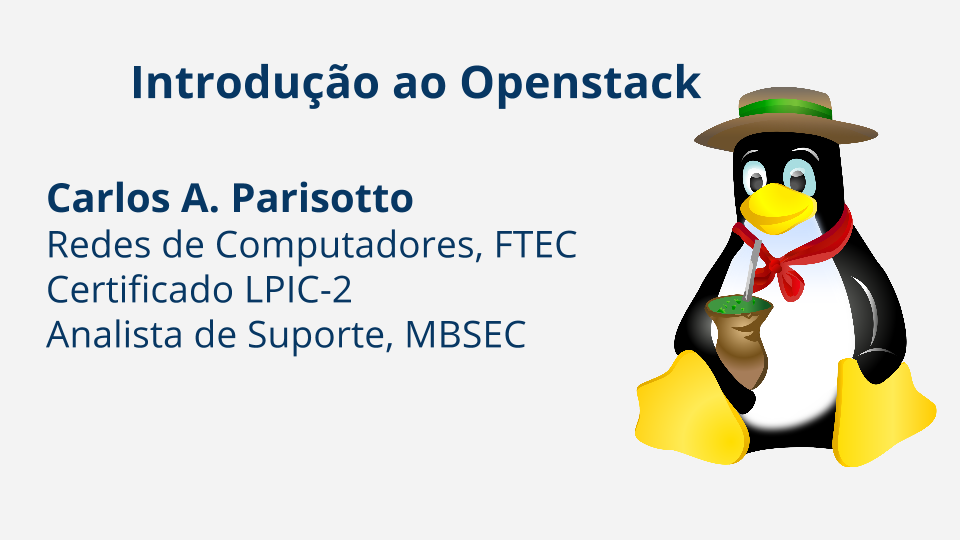 Introdução ao Openstack
Carlos A. Parisotto
Redes de Computadores, FTEC
Certificado LPIC-2
Analista de Suporte, MBSEC